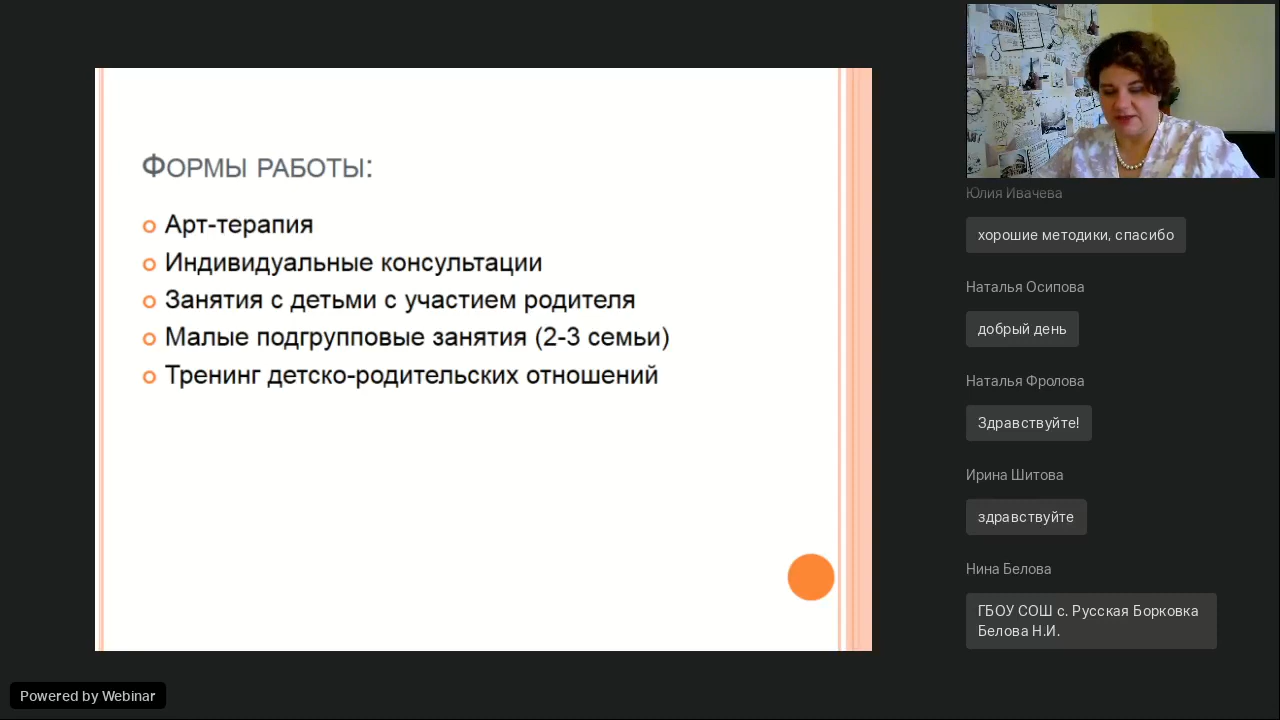 Формы работы:
Арт-терапия
Индивидуальные консультации
Занятия с детьми с участием родителя
Малые подгрупповые занятия (2-3 семьи)
Тренинг детско-родительских отношений
Юлия Ивачева
хорошие методики, спасибо
Наталья Осипова
добрый день
Наталья Фролова
Здравствуйте!
Ирина Шитова
здравствуйте
Нина Белова
ГБОУ СОШ с. Русская Борковка
Белова Н.И.
Powered by Webinar